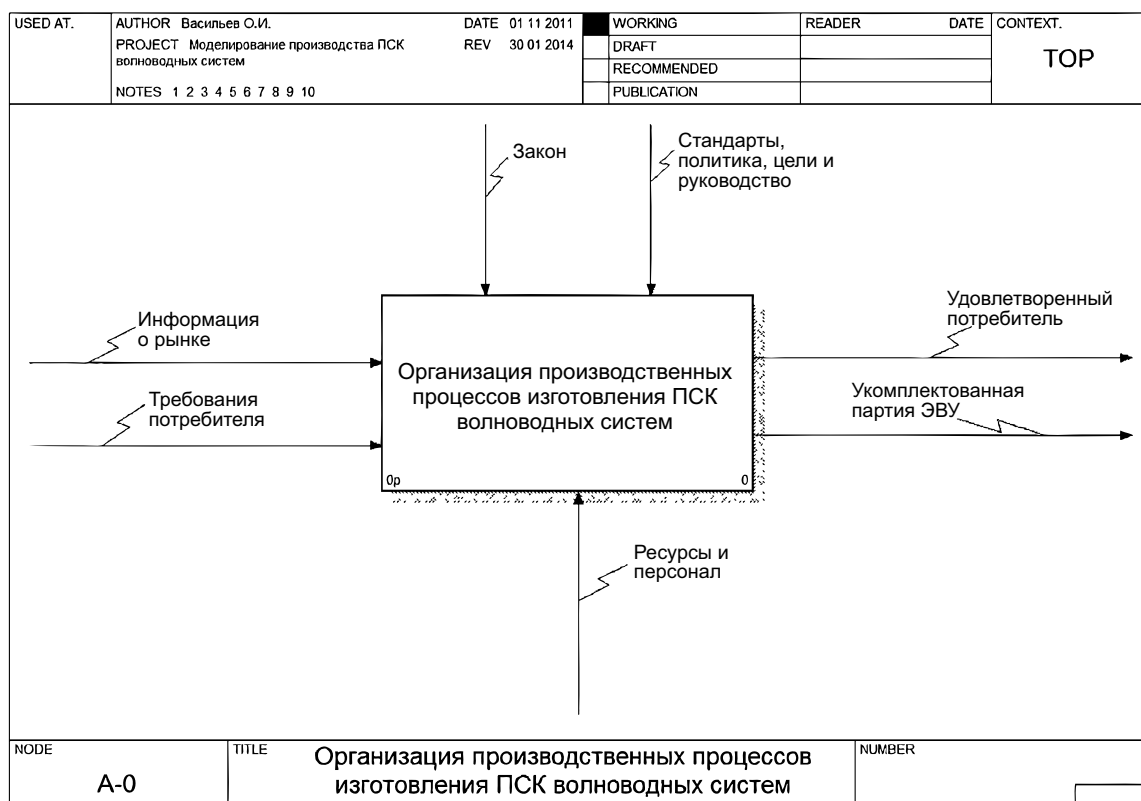 USED AT.
AUTHOR Васильев О.И.
DATE 01 11 2011
PROJECT Моделирование производства ПСК
волноводных систем
REV 30 01 2014
NOTES 1 2 3 4 5 6 7 8 9 10
WORKING
DRAFT
RECOMMENDED
PUBLICATION
READER
DATE
CONTEXT.
TOP
Закон
Стандарты,
политика, цели и
руководство
Информация
о рынке
Требования
потребителя
Организация производственных
процессов изготовления ПСК
волноводных систем
0р
0
Удовлетворенный
потребитель
Укомплектованная
партия ЭВУ
Ресурсы и
персонал
NODE
A-0
TITLE
Организация производственных процессов
изготовления ПСК волноводных систем
NUMBER